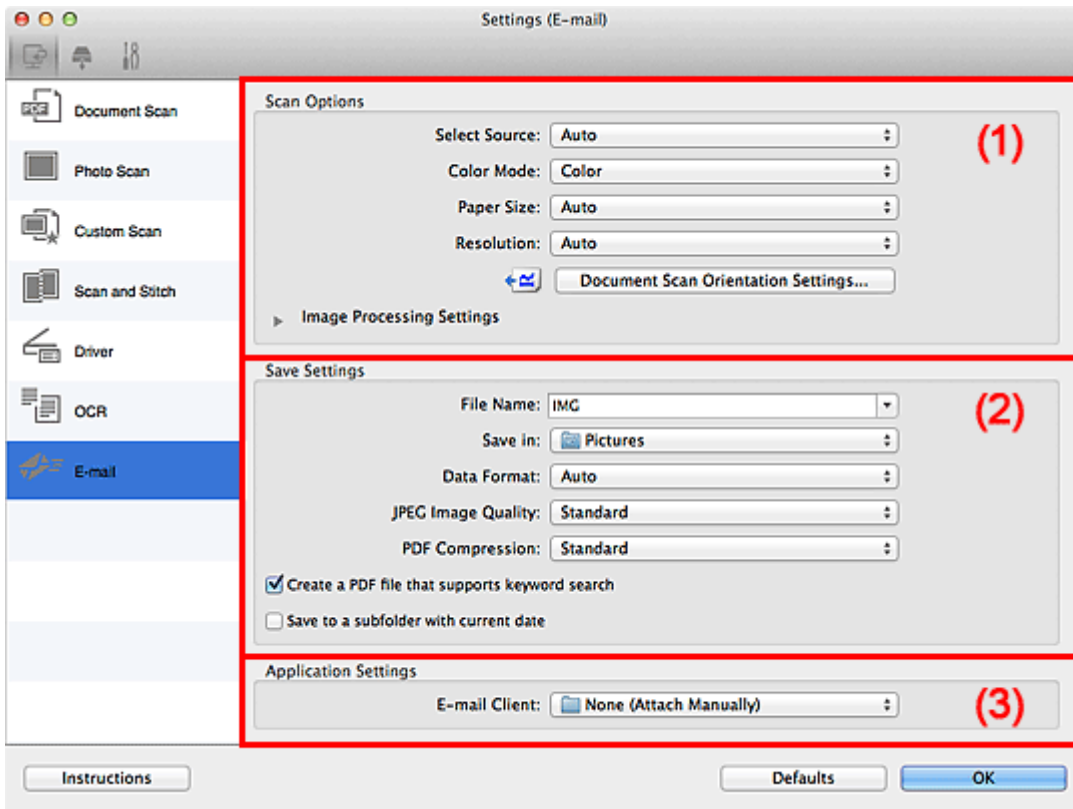 Settings (E-mail)
PDF
Document Scan
Photo Scan
Custom Scan
Scan and Stitch
Driver
OCR
E-mail
Scan Options
(1)
Select Source: Auto
Color Mode: Color
Paper Size: Auto
Resolution: Auto
R Document Scan Orientation Settings...
Image Processing Settings
Save Settings
(2)
File Name: IMG
Save in: Pictures
Data Format: Auto
JPEG Image Quality: Standard
PDF Compression: Standard
Create a PDF file that supports keyword search
Save to a subfolder with current date
Application Settings
E-mail Client: None (Attach Manually)
(3)
Instructions
Defaults
OK